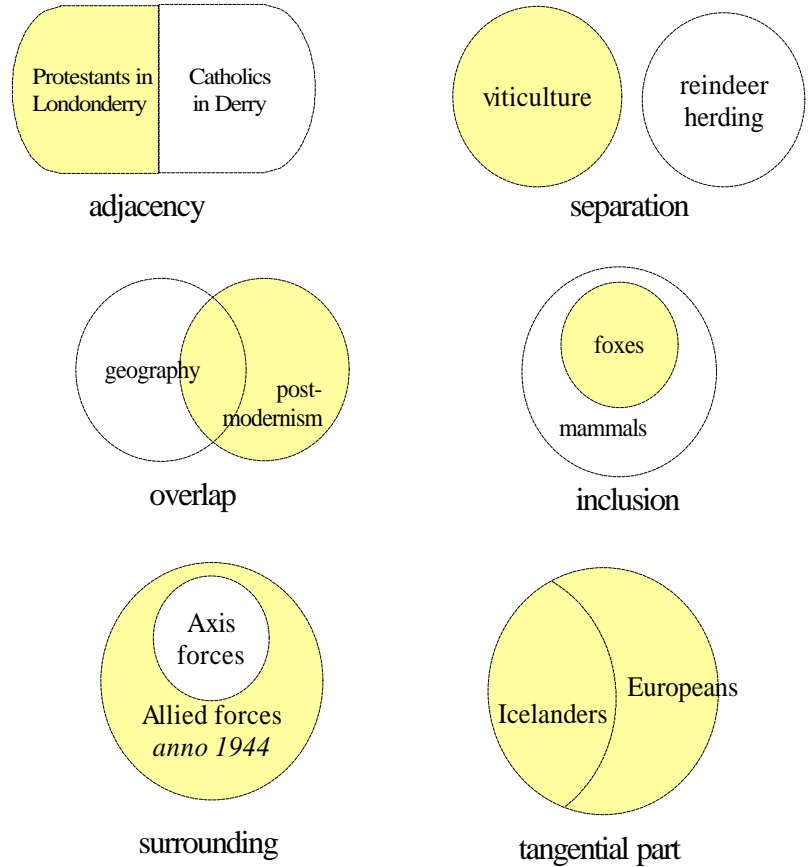 Protestants in
Londonderry
Catholics
in Derry
adjacency
viticulture
reindeer
herding
separation
geography
post-
modernism
overlap
foxes
mammals
inclusion
Axis
forces
Allied forces
anno 1944
surrounding
Icelanders
Europeans
tangential part